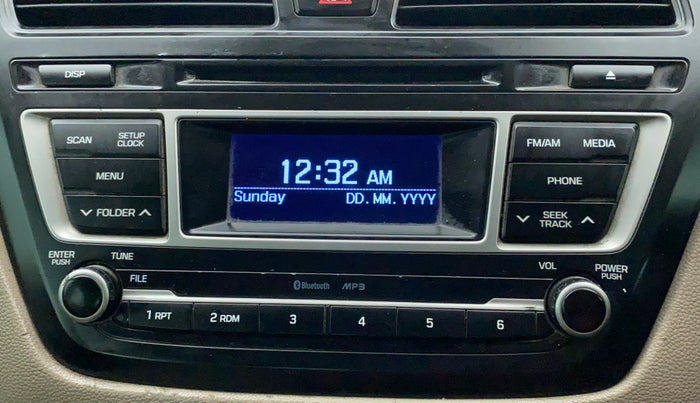 DISP
SCAN
SETUP
CLOCK
MENU
FOLDER
12:32 AM
Sunday DD.MM.YYYY
FM/AM MEDIA
PHONE
SEEK
TRACK
ENTER
PUSH
TUNE
FILE
Bluetooth MP3
VOL
POWER
PUSH
1 RPT 2 RDM 3 4 5 6